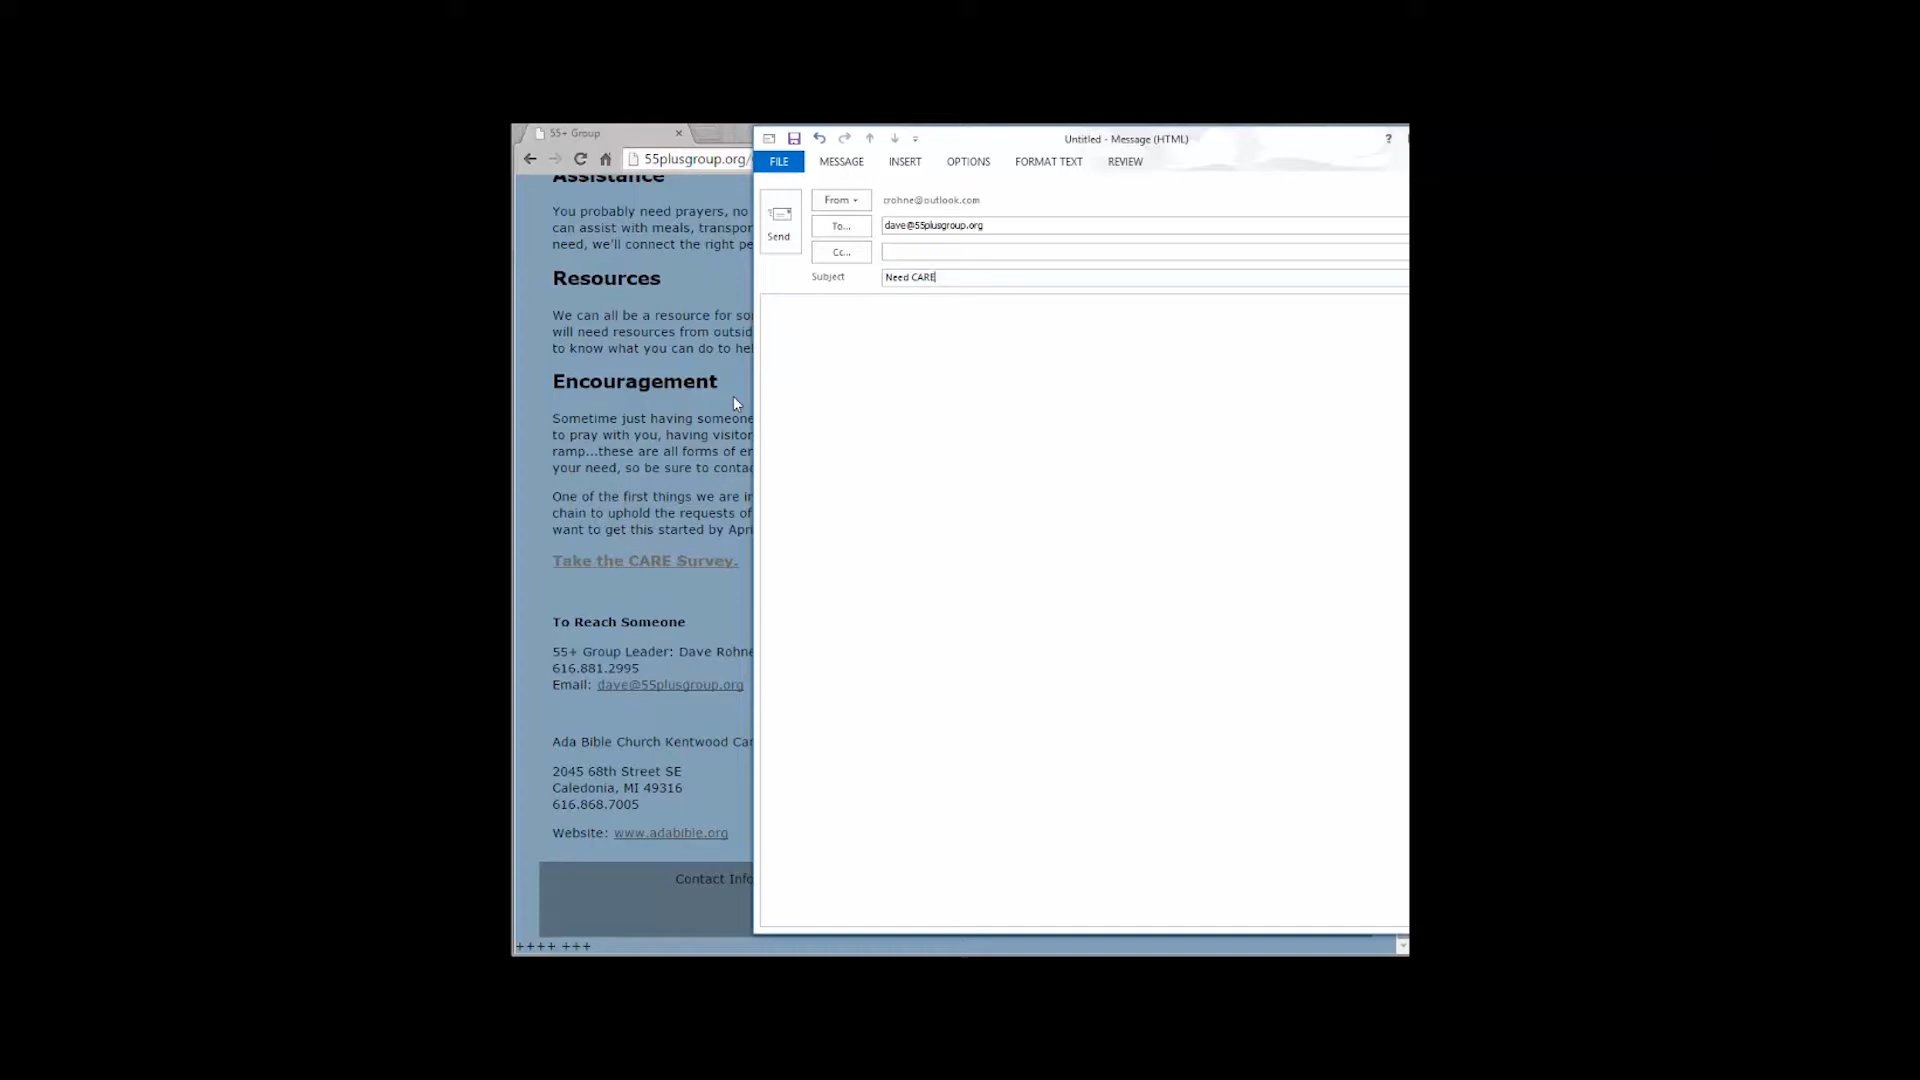 55+ Group
55plusgroup.org/
Assistance
You probably need prayers, no
can assist with meals, transpor
need, we'll connect the right pe
Resources
We can all be a resource for so
will need resources from outsid
to know what you can do to hel
Encouragement
Sometime just having someone
to pray with you, having visitor
ramp...these are all forms of en
your need, so be sure to conta
One of the first things we are in
chain to uphold the requests of
want to get this started by Apri
Take the CARE Survey.
To Reach Someone
55+ Group Leader: Dave Rohne
616.881.2995
Email: dave@55plusgroup.org
Ada Bible Church Kentwood Ca
2045 68th Street SE
Caledonia, MI 49316
616.868.7005
Website: www.adabible.org
Contact Info
++++ +++
Untitled - Message (HTML)
?
FILE MESSAGE INSERT OPTIONS FORMAT TEXT REVIEW
Send
From crohne@outlook.com
To... dave@55plusgroup.org
Cc...
Subject Need CARE